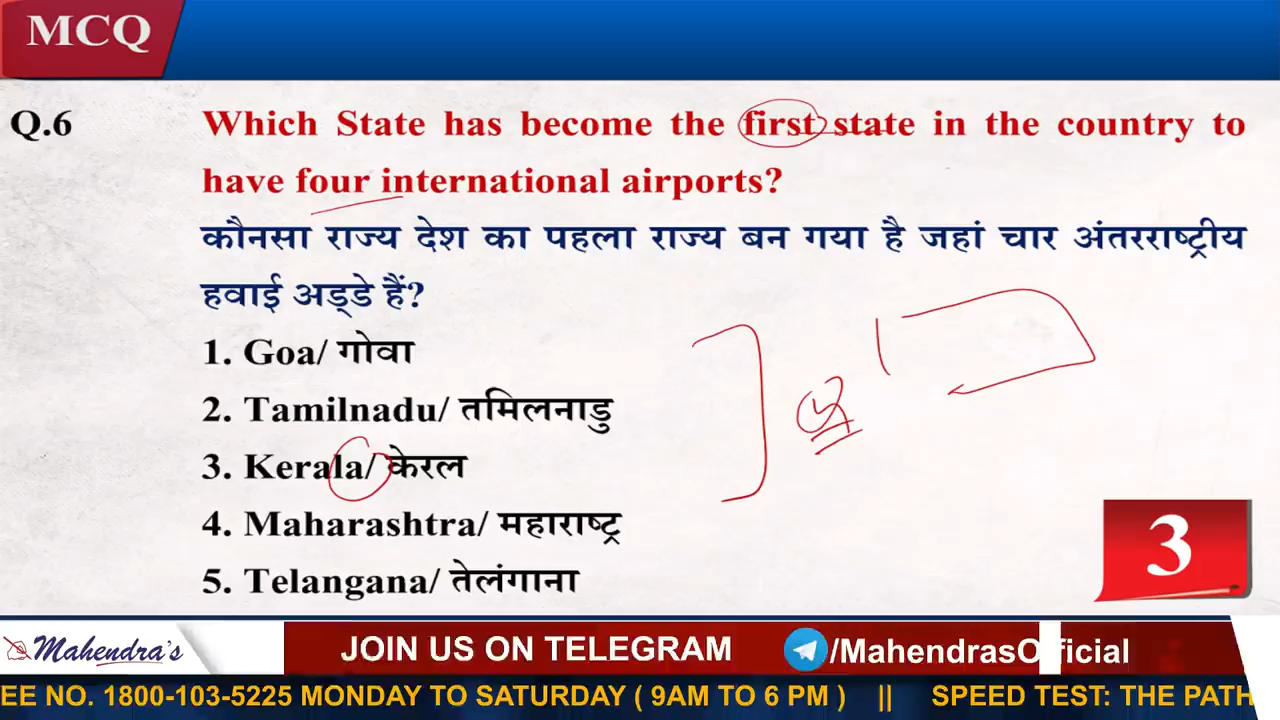 MCQ
Q.6 Which State has become the first state in the country to
have four international airports?
कौनसा राज्य देश का पहला राज्य बन गया है जहां चार अंतरराष्ट्रीय
हवाई अड्डे हैं?
1. Goa/ गोवा
2. Tamilnadu/ तमिलनाडु
3. Kerala/ केरल
4. Maharashtra/ महाराष्ट्र
5. Telangana/ तेलंगाना
3
Mahendra's
JOIN US ON TELEGRAM
/MahendrasOfficial
EE NO. 1800-103-5225 MONDAY TO SATURDAY ( 9AM TO 6 PM ) || SPEED TEST: THE PATH